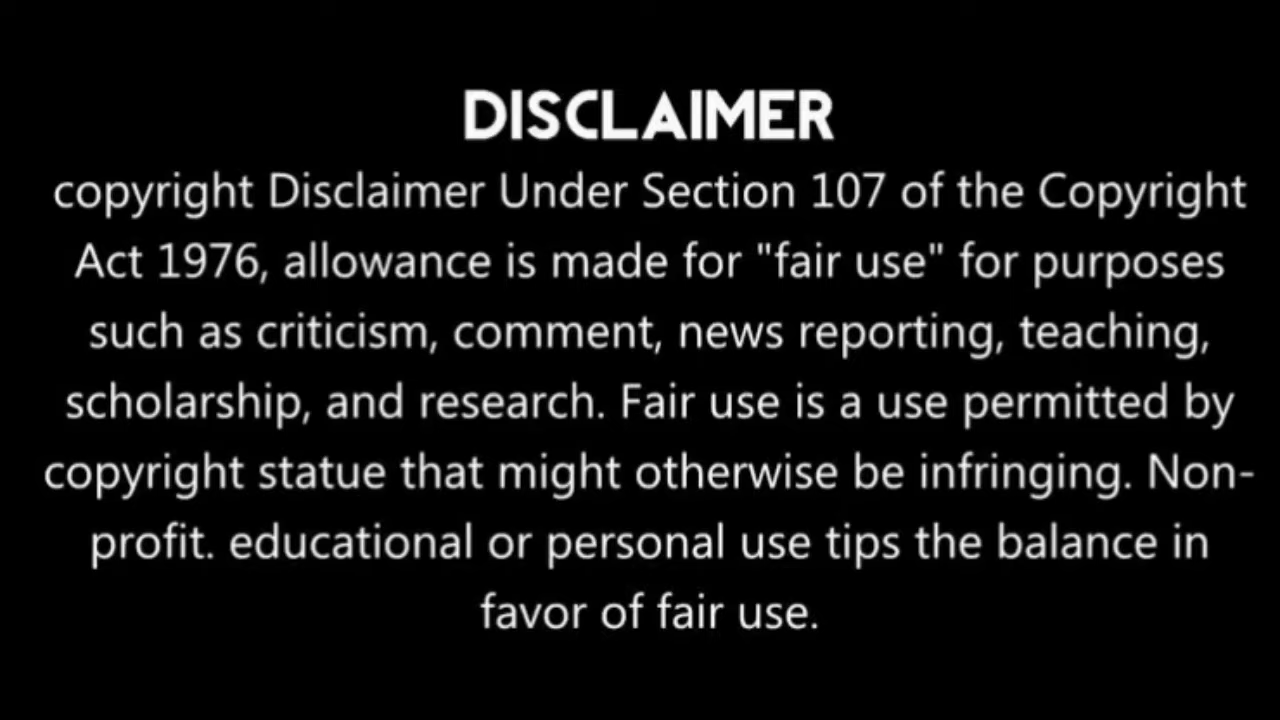 DISCLAIMER
copyright Disclaimer Under Section 107 of the Copyright
Act 1976, allowance is made for "fair use" for purposes
such as criticism, comment, news reporting, teaching,
scholarship, and research. Fair use is a use permitted by
copyright statue that might otherwise be infringing. Non-
profit. educational or personal use tips the balance in
favor of fair use.